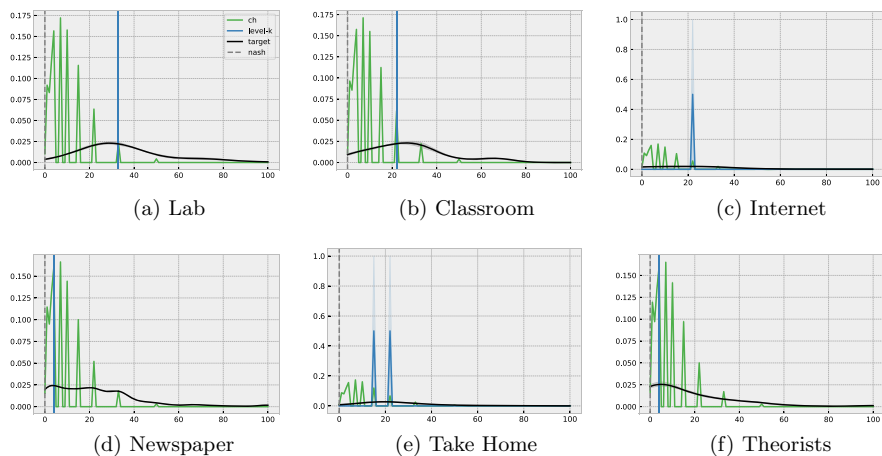 0.175
0.150
0.125
0.100
0.075
0.050
0.025
0.000
0 20 40 60 80 100
ch
level-k
target
nash
(a) Lab
0.175
0.150
0.125
0.100
0.075
0.050
0.025
0.000
0 20 40 60 80 100
(b) Classroom
1.0
0.8
0.6
0.4
0.2
0.0
0 20 40 60 80 100
(c) Internet
0.150
0.125
0.100
0.075
0.050
0.025
0.000
0 20 40 60 80 100
(d) Newspaper
1.0
0.8
0.6
0.4
0.2
0.0
0 20 40 60 80 100
(e) Take Home
0.150
0.125
0.100
0.075
0.050
0.025
0.000
0 20 40 60 80 100
(f) Theorists